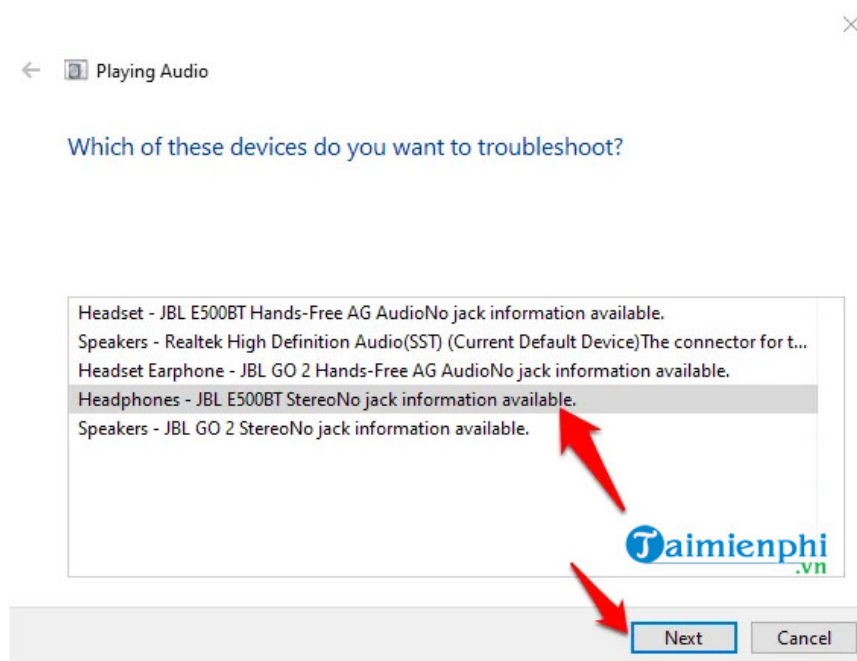 Playing Audio
Which of these devices do you want to troubleshoot?
Headset - JBL E500BT Hands-Free AG AudioNo jack information available.
Speakers - Realtek High Definition Audio(SST) (Current Default Device)The connector for t...
Headset Earphone - JBL GO 2 Hands-Free AG AudioNo jack information available.
Headphones - JBL E500BT StereoNo jack information available.
Speakers - JBL GO 2 StereoNo jack information available.
Taimienphi
.vn
Next Cancel